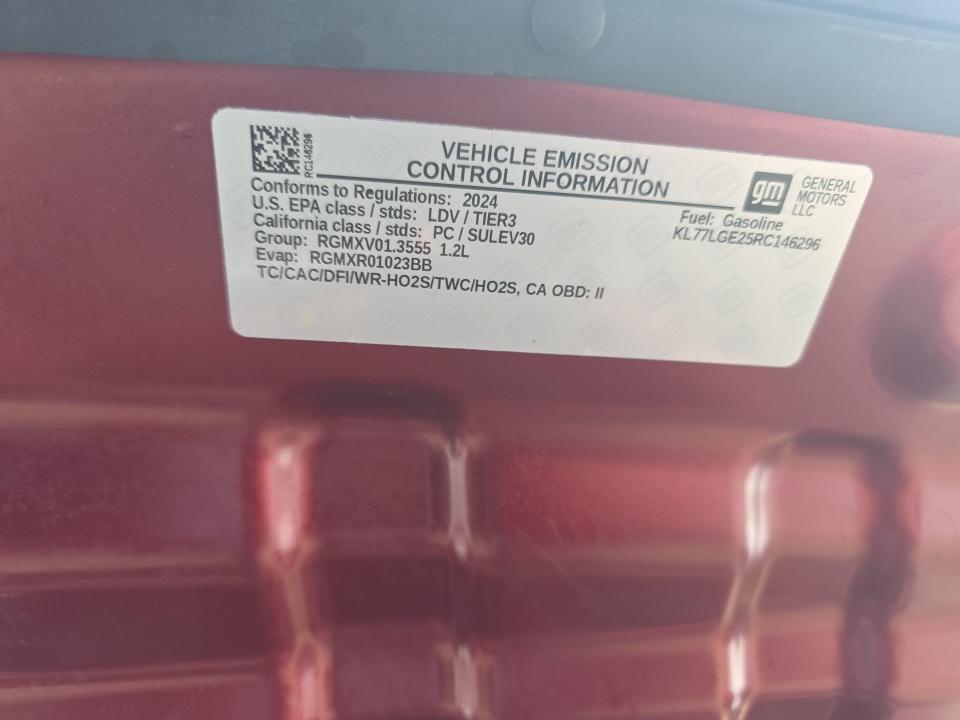 RC146296
VEHICLE EMISSION
CONTROL INFORMATION
gm GENERAL
MOTORS
LLC
Conforms to Regulations: 2024
U.S. EPA class / stds: LDV / TIER3
California class / stds: PC / SULEV30
Group: RGMXV01.3555 1.2L
Evap: RGMXR01023BB
TC/CAC/DFI/WR-HO2S/TWC/HO2S, CA OBD: II
Fuel: Gasoline
KL77LGE25RC146296